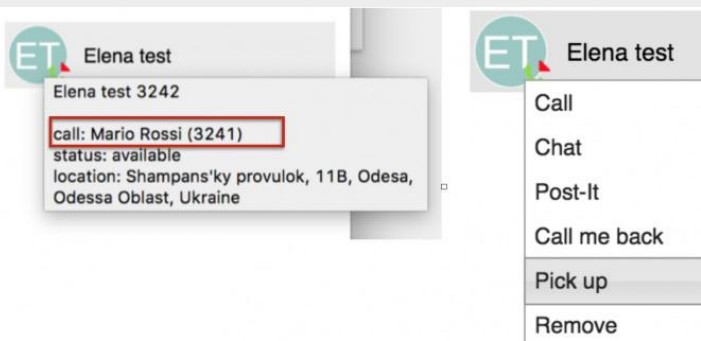 ET Elena test
Elena test 3242
call: Mario Rossi (3241)
status: available
location: Shampans'ky provulok, 11B, Odesa,
Odessa Oblast, Ukraine
ET Elena test
Call
Chat
Post-It
Call me back
Pick up
Remove